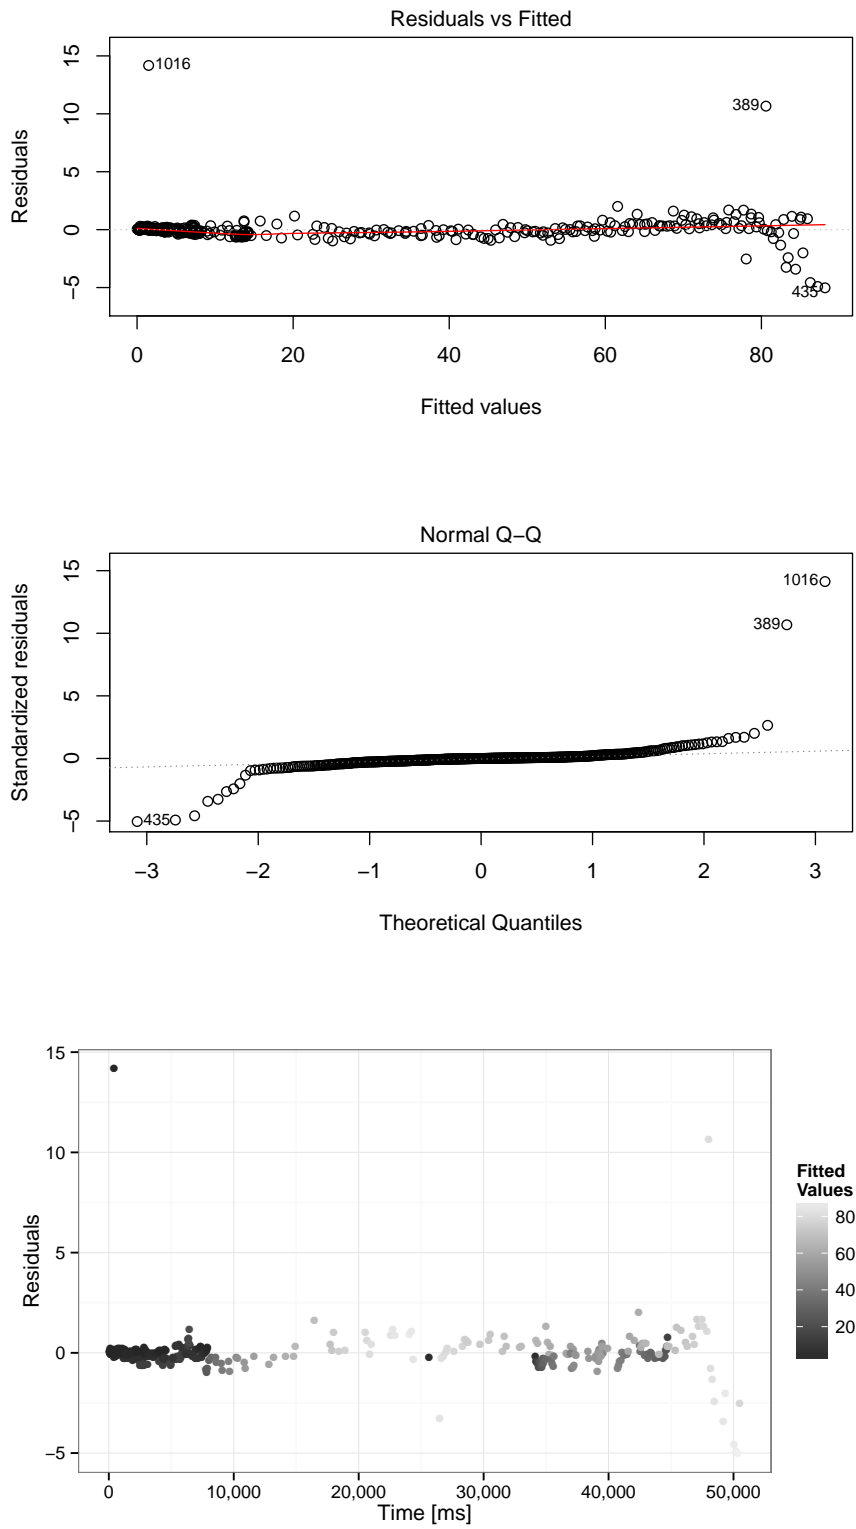 Residuals vs Fitted
15
10
5
0
−5
Residuals
1016
389
435
0 20 40 60 80
Fitted values
Normal Q−Q
15
10
5
0
−5
Standardized residuals
1016
389
435
−3 −2 −1 0 1 2 3
Theoretical Quantiles
15
10
5
0
−5
Residuals
0 10,000 20,000 30,000 40,000 50,000
Time [ms]
Fitted
Values
80
60
40
20